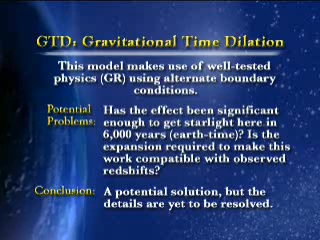 GTD: Gravitational Time Dilation
This model makes use of well-tested
physics (GR) using alternate boundary
conditions.
Potential
Problems:
Has the effect been significant
enough to get starlight here in
6,000 years (earth-time)? Is the
expansion required to make this
work compatible with observed
redshifts?
Conclusion:
A potential solution, but the
details are yet to be resolved.